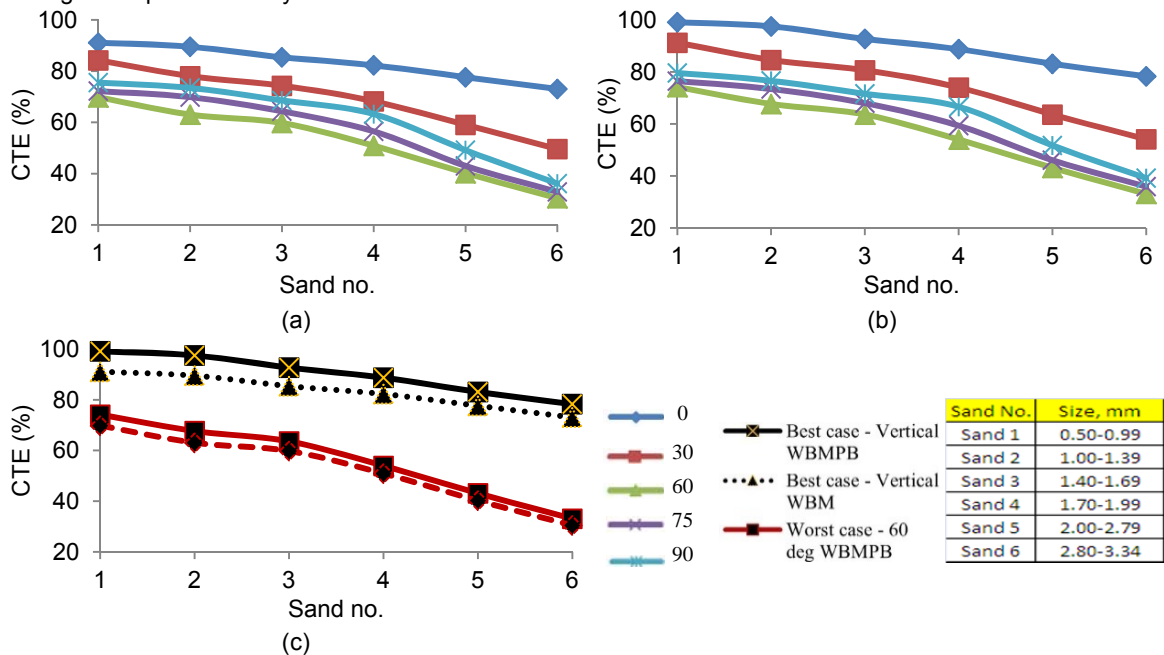 100
80
60
40
20
CTE (%)
1 2 3 4 5 6
Sand no.
(a)
100
80
60
40
20
CTE (%)
1 2 3 4 5 6
Sand no.
(b)
100
80
60
40
20
CTE (%)
1 2 3 4 5 6
Sand no.
(c)
0
30
60
75
90
Best case - Vertical
WBMPB
Best case - Vertical
WBM
Worst case - 60
deg WBMPB
Sand No. Size, mm
Sand 1 0.50-0.99
Sand 2 1.00-1.39
Sand 3 1.40-1.69
Sand 4 1.70-1.99
Sand 5 2.00-2.79
Sand 6 2.80-3.34